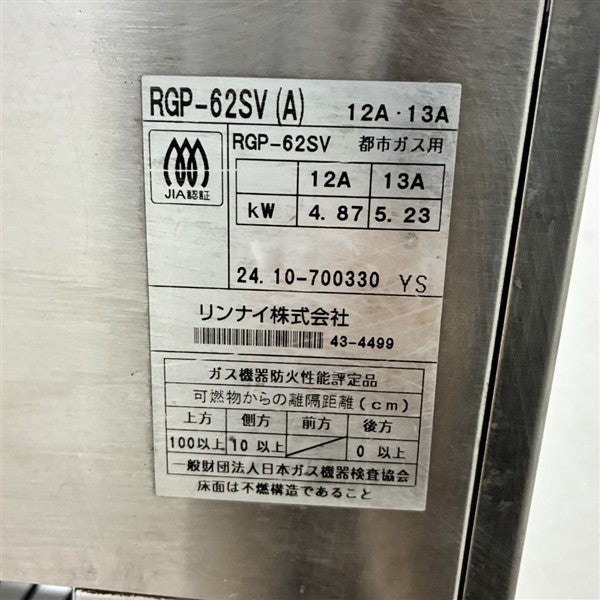 RGP-62SV(A) 12A・13A
JIA認証
RGP-62SV 都市ガス用
12A 13A
kW 4.87 5.23
24.10-700330 YS
リンナイ株式会社
43-4499
ガス機器防火性能評定品
可燃物からの離隔距離(cm)
上方 側方 前方 後方
100以上 10以上 0以上
一般財団法人日本ガス機器検査協会
床面は不燃構造であること